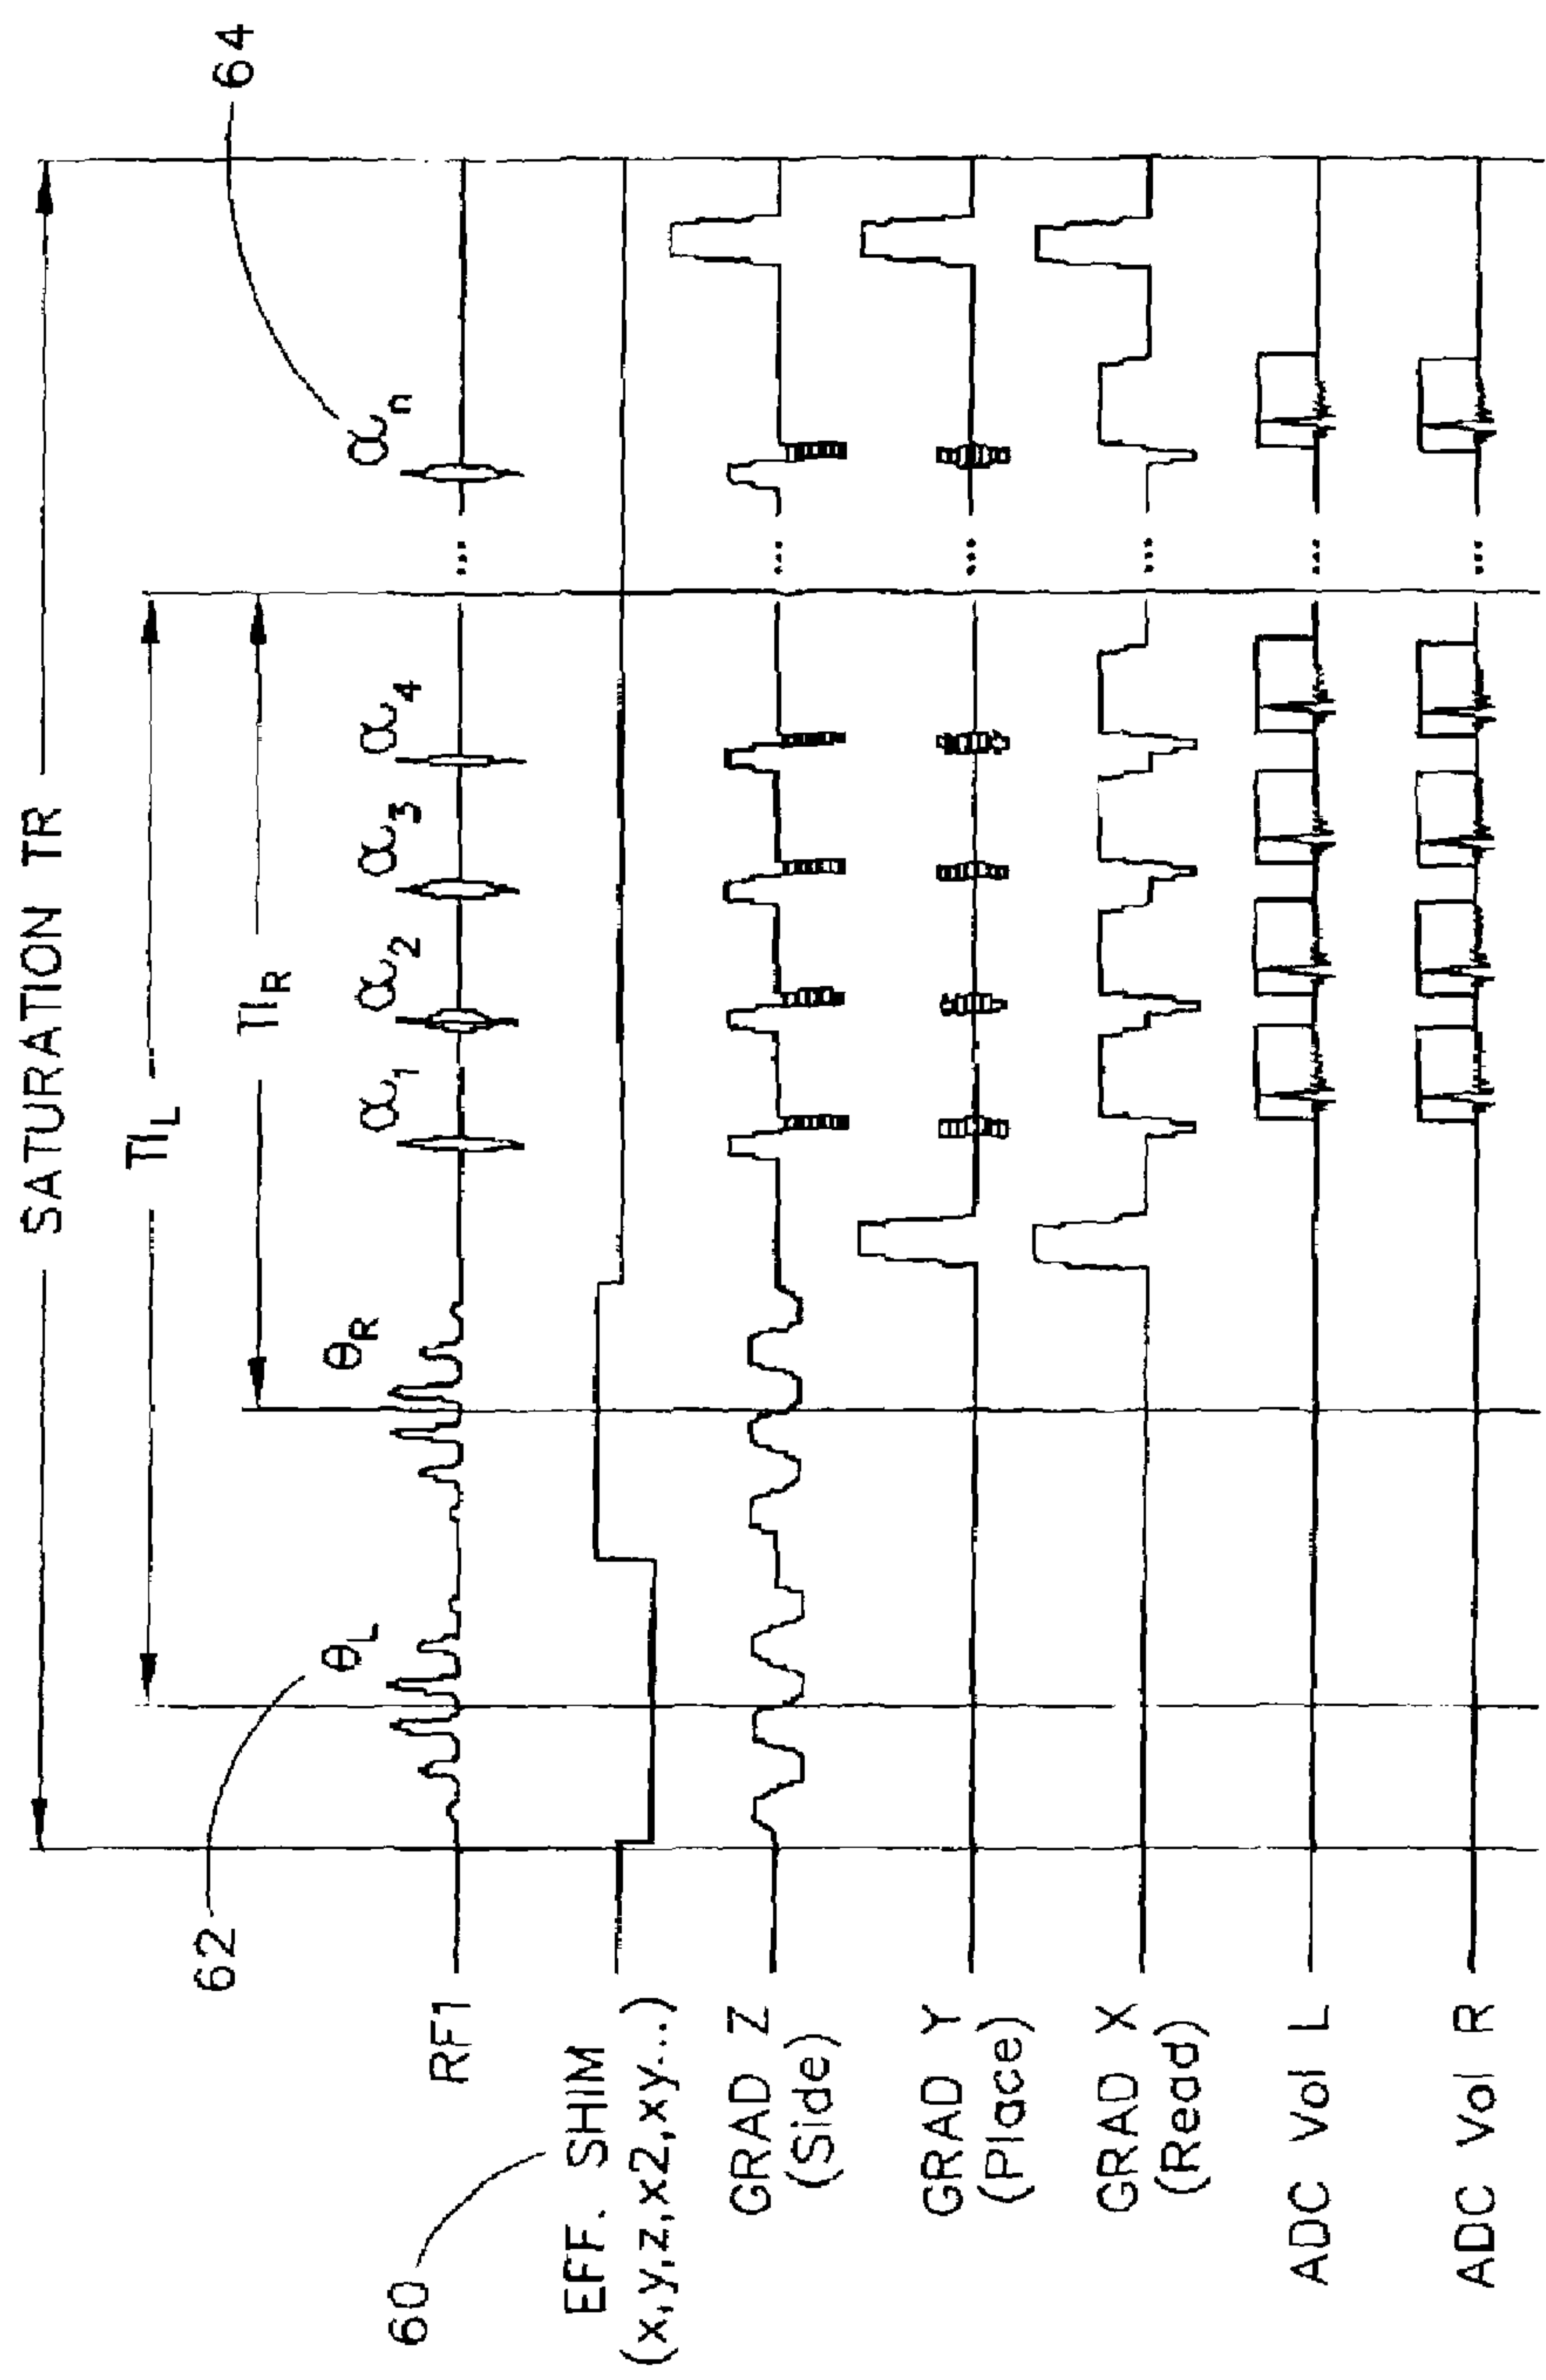 SATURATION TR
TI_L
TI_R
62
θ_L
θ_R
α_1
α_2
α_3
α_4
α_n
64
RF1
...
60
EFF. SHIM
(x,y,z,x2,xy...)
GRAD Z
(Side)
...
GRAD Y
(Place)
...
GRAD X
(Read)
...
ADC Vol L
...
ADC Vol R
...